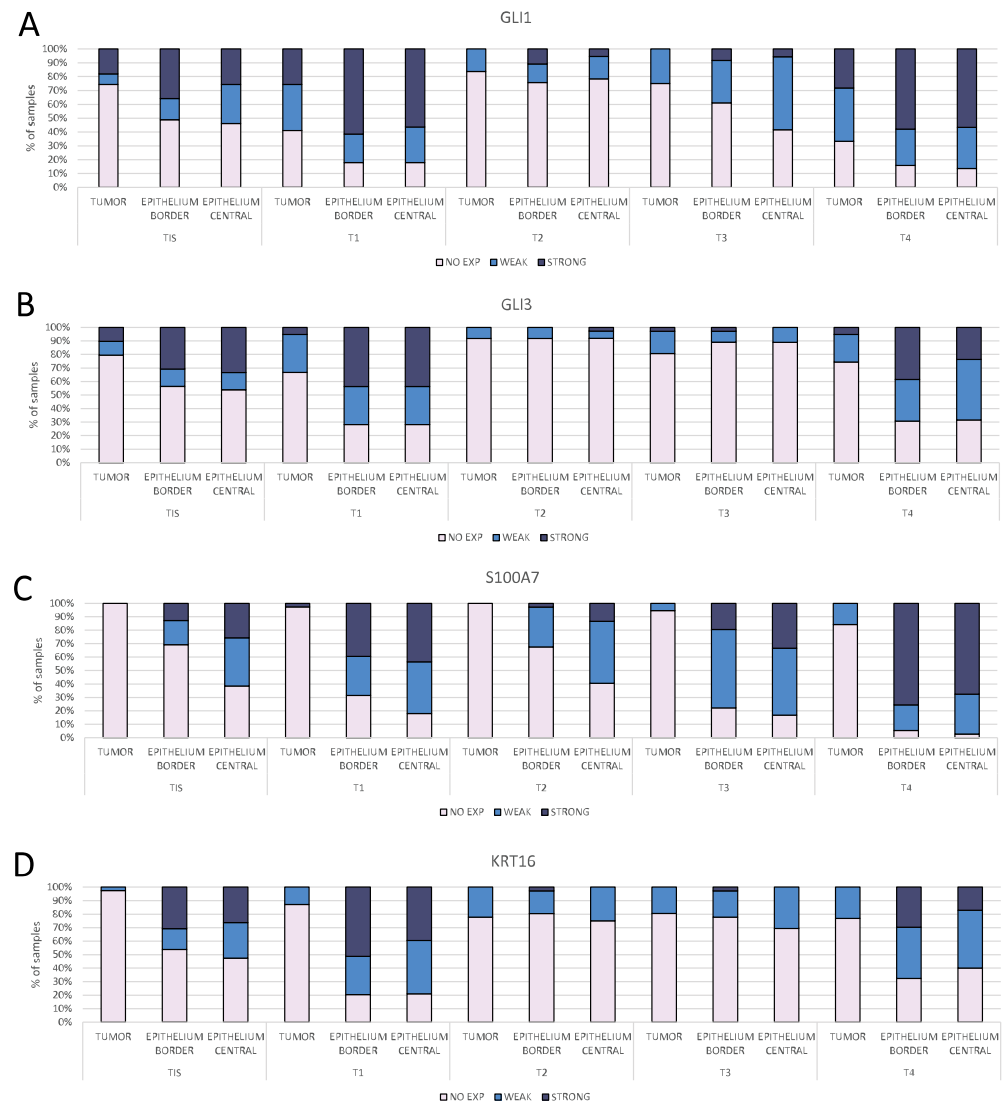 A
GLI1
% of samples
100%
90%
80%
70%
60%
50%
40%
30%
20%
10%
0%
TUMOR EPITHELIUM BORDER EPITHELIUM CENTRAL TUMOR EPITHELIUM BORDER EPITHELIUM CENTRAL TUMOR EPITHELIUM BORDER EPITHELIUM CENTRAL TUMOR EPITHELIUM BORDER EPITHELIUM CENTRAL TUMOR EPITHELIUM BORDER EPITHELIUM CENTRAL
TIS T1 T2 T3 T4
NO EXP WEAK STRONG
B
GLI3
% of samples
100%
90%
80%
70%
60%
50%
40%
30%
20%
10%
0%
TUMOR EPITHELIUM BORDER EPITHELIUM CENTRAL TUMOR EPITHELIUM BORDER EPITHELIUM CENTRAL TUMOR EPITHELIUM BORDER EPITHELIUM CENTRAL TUMOR EPITHELIUM BORDER EPITHELIUM CENTRAL TUMOR EPITHELIUM BORDER EPITHELIUM CENTRAL
TIS T1 T2 T3 T4
NO EXP WEAK STRONG
C
S100A7
% of samples
100%
90%
80%
70%
60%
50%
40%
30%
20%
10%
0%
TUMOR EPITHELIUM BORDER EPITHELIUM CENTRAL TUMOR EPITHELIUM BORDER EPITHELIUM CENTRAL TUMOR EPITHELIUM BORDER EPITHELIUM CENTRAL TUMOR EPITHELIUM BORDER EPITHELIUM CENTRAL TUMOR EPITHELIUM BORDER EPITHELIUM CENTRAL
TIS T1 T2 T3 T4
NO EXP WEAK STRONG
D
KRT16
% of samples
100%
90%
80%
70%
60%
50%
40%
30%
20%
10%
0%
TUMOR EPITHELIUM BORDER EPITHELIUM CENTRAL TUMOR EPITHELIUM BORDER EPITHELIUM CENTRAL TUMOR EPITHELIUM BORDER EPITHELIUM CENTRAL TUMOR EPITHELIUM BORDER EPITHELIUM CENTRAL TUMOR EPITHELIUM BORDER EPITHELIUM CENTRAL
TIS T1 T2 T3 T4
NO EXP WEAK STRONG